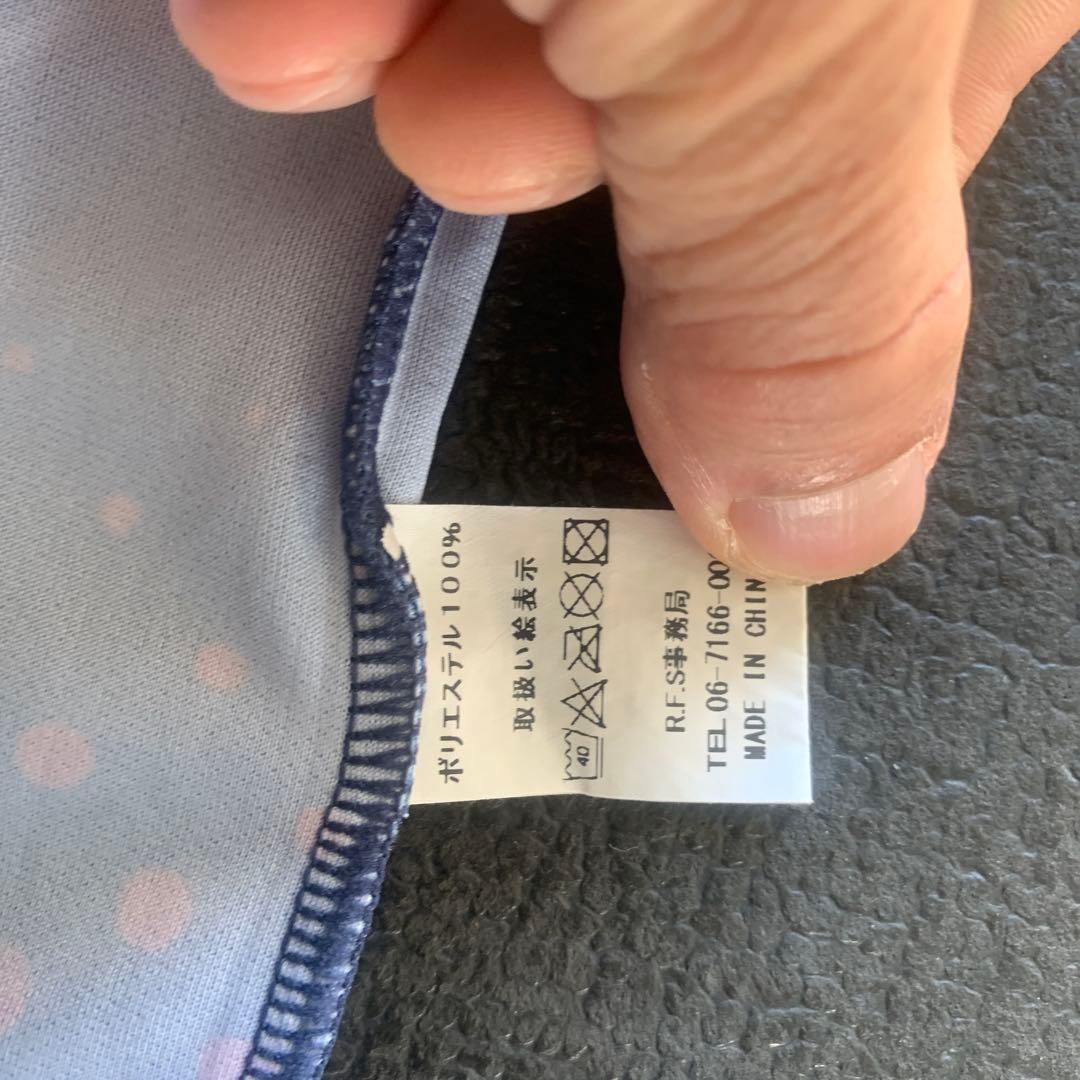 ポリエステル100%
取扱い絵表示
40
R.F.S事務局
TEL 06-7166-00
MADE IN CHIN